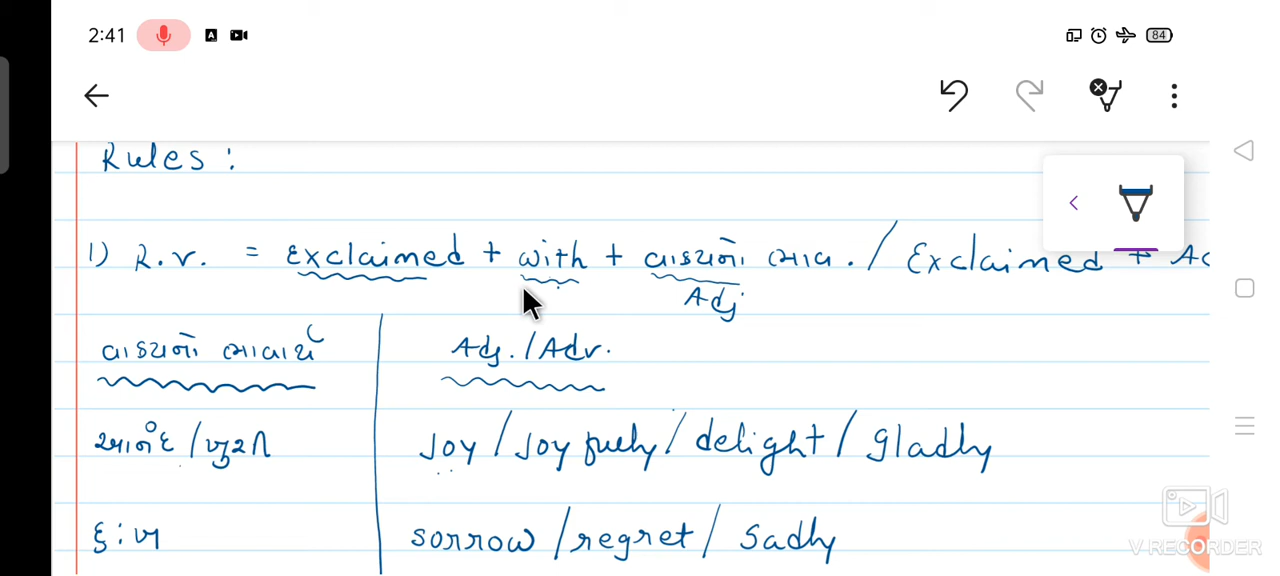 2:41 A 84
Rules :
1) R.V. = Exclaimed + with + વાક્યનો ભાવ . / Exclaimed + Ad
Adj
વાક્યનો ભાવાર્થ Adj. / Adv.
આનંદ / ખુશી Joy / Joyfully / delight / gladly
દુ:ખ sorrow / regret / sadly
V RECORDER